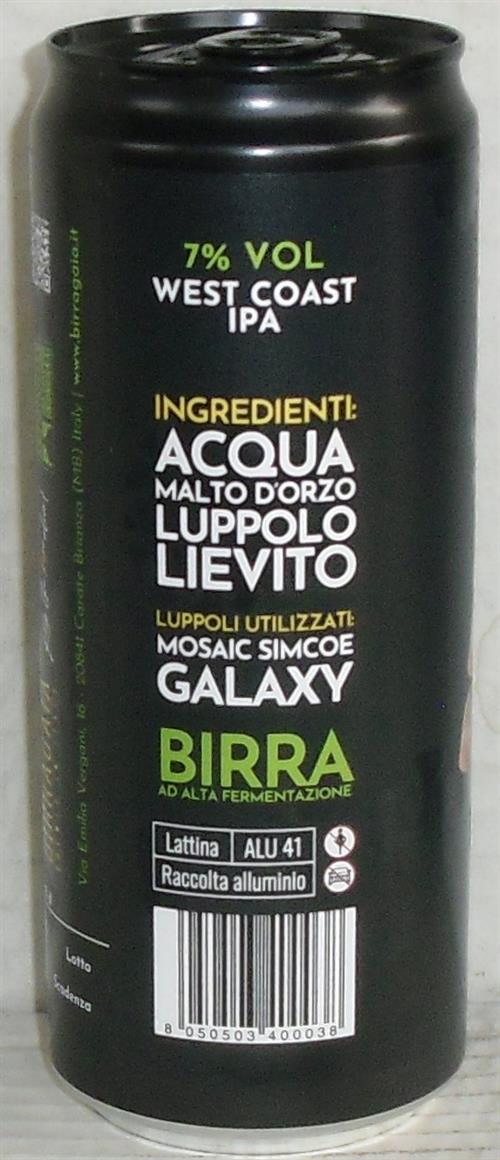 7% VOL
WEST COAST
IPA
INGREDIENTI:
ACQUA
MALTO D'ORZO
LUPPOLO
LIEVITO
LUPPOLI UTILIZZATI:
MOSAIC SIMCOE
GALAXY
BIRRA
AD ALTA FERMENTAZIONE
Lattina ALU 41
Raccolta alluminio
8 050503 400038
Via Emilio Vergani, 16 - 20841 Carate Brianza (MB) Italy | www.birragaia.it
Lotto
Scadenza